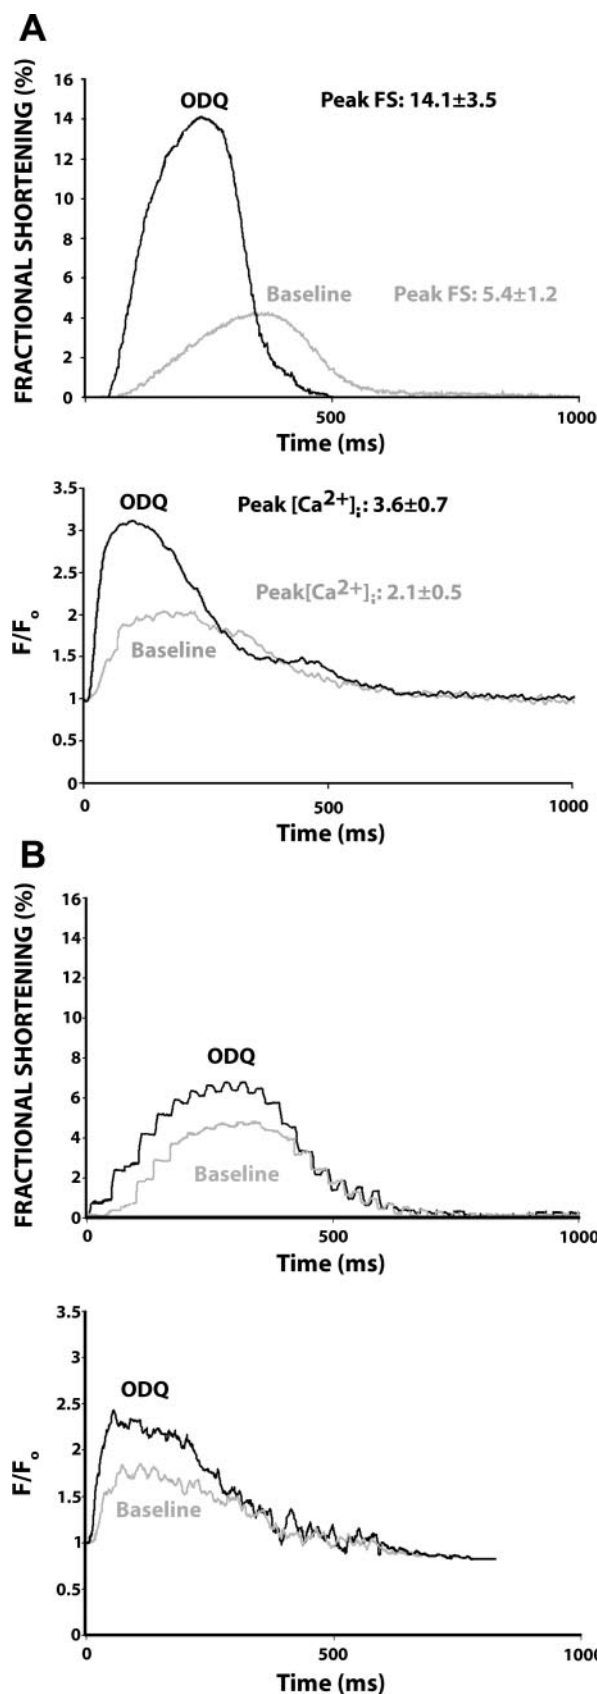 A
FRACTIONAL SHORTENING (%)
16
14
12
10
8
6
4
2
0
ODQ
Peak FS: 14.1±3.5
Baseline
Peak FS: 5.4±1.2
500
1000
Time (ms)
F/Fo
3.5
3
2.5
2
1.5
1
0.5
0
ODQ
Peak [Ca2+]i: 3.6±0.7
Peak[Ca2+]i: 2.1±0.5
Baseline
0
500
1000
Time (ms)
B
FRACTIONAL SHORTENING (%)
16
14
12
10
8
6
4
2
0
ODQ
Baseline
0
500
1000
Time (ms)
F/Fo
3.5
3
2.5
2
1.5
1
0.5
0
ODQ
Baseline
0
500
1000
Time (ms)